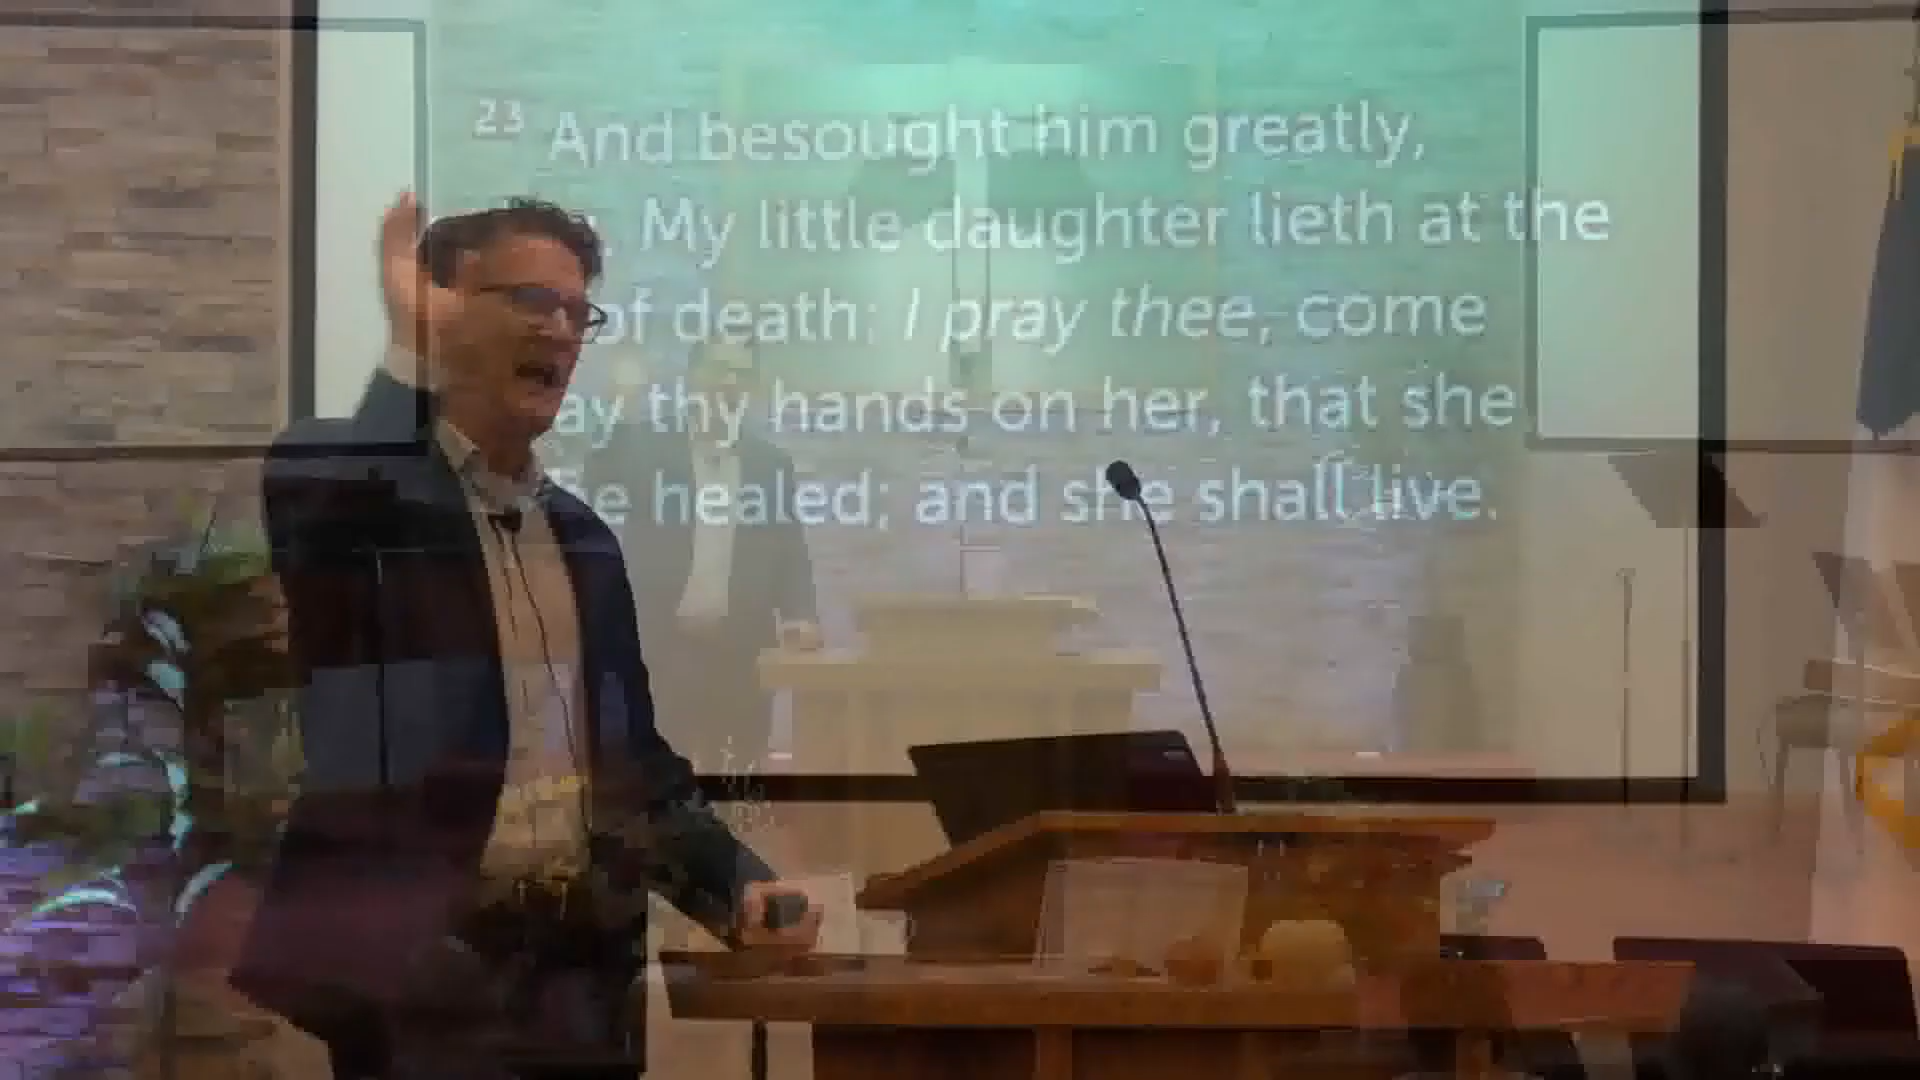 23 And besought him greatly,
My little daughter lieth at the
of death; I pray thee, come
thy hands on her, that she
healed; and she shall live.